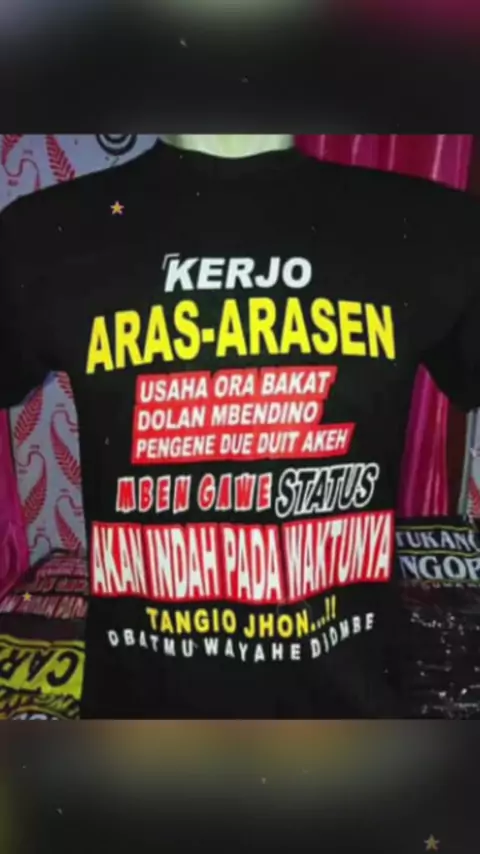 KERJO
ARAS-ARASEN
USAHA ORA BAKAT
DOLAN MBENDINO
PENGENE DUE DUIT AKEH
MBEN GAWE STATUS
AKAN INDAH PADA WAKTUNYA
TANGIO JHON...!!
OBATMU WAYAHE DIOMBE
TUKANG
NGOP
CAR